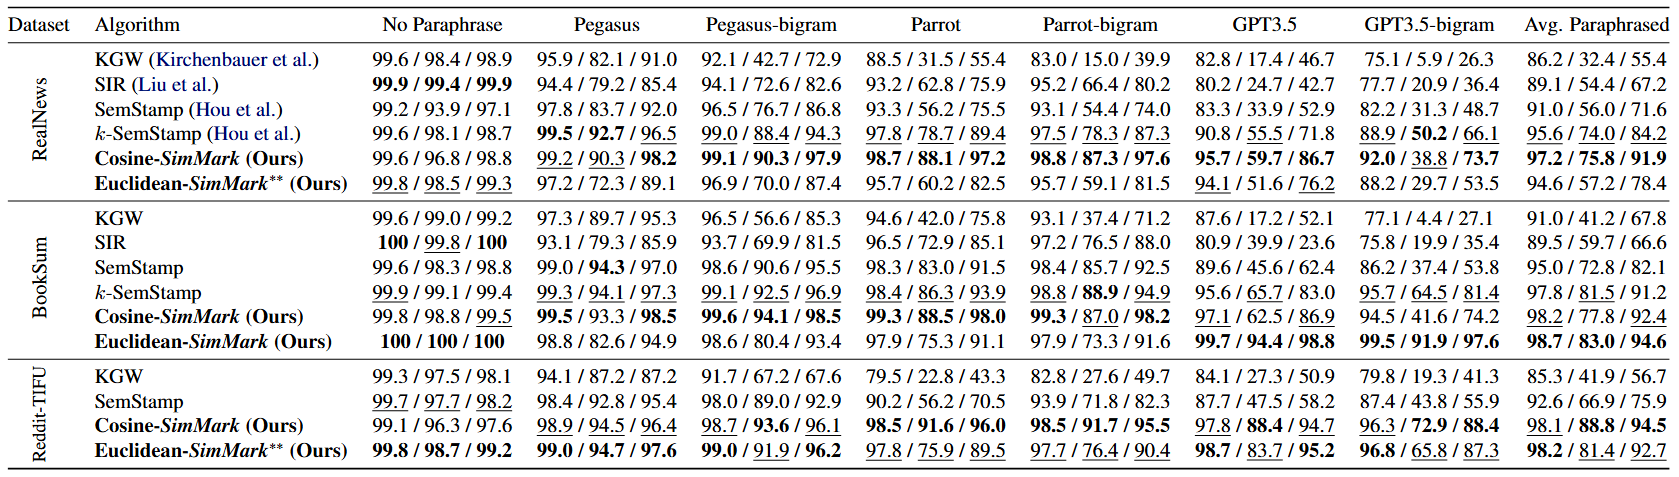 Dataset Algorithm No Paraphrase Pegasus Pegasus-bigram Parrot Parrot-bigram GPT3.5 GPT3.5-bigram Avg. Paraphrased
RealNews
KGW (Kirchenbauer et al.) 99.6 / 98.4 / 98.9 95.9 / 82.1 / 91.0 92.1 / 42.7 / 72.9 88.5 / 31.5 / 55.4 83.0 / 15.0 / 39.9 82.8 / 17.4 / 46.7 75.1 / 5.9 / 26.3 86.2 / 32.4 / 55.4
SIR (Liu et al.) 99.9 / 99.4 / 99.9 94.4 / 79.2 / 85.4 94.1 / 72.6 / 82.6 93.2 / 62.8 / 75.9 95.2 / 66.4 / 80.2 80.2 / 24.7 / 42.7 77.7 / 20.9 / 36.4 89.1 / 54.4 / 67.2
SemStamp (Hou et al.) 99.2 / 93.9 / 97.1 97.8 / 83.7 / 92.0 96.5 / 76.7 / 86.8 93.3 / 56.2 / 75.5 93.1 / 54.4 / 74.0 83.3 / 33.9 / 52.9 82.2 / 31.3 / 48.7 91.0 / 56.0 / 71.6
k-SemStamp (Hou et al.) 99.6 / 98.1 / 98.7 99.5 / 92.7 / 96.5 99.0 / 88.4 / 94.3 97.8 / 78.7 / 89.4 97.5 / 78.3 / 87.3 90.8 / 55.5 / 71.8 88.9 / 50.2 / 66.1 95.6 / 74.0 / 84.2
Cosine-SimMark (Ours) 99.6 / 96.8 / 98.8 99.2 / 90.3 / 98.2 99.1 / 90.3 / 97.9 98.7 / 88.1 / 97.2 98.8 / 87.3 / 97.6 95.7 / 59.7 / 86.7 92.0 / 38.8 / 73.7 97.2 / 75.8 / 91.9
Euclidean-SimMark** (Ours) 99.8 / 98.5 / 99.3 97.2 / 72.3 / 89.1 96.9 / 70.0 / 87.4 95.7 / 60.2 / 82.5 95.7 / 59.1 / 81.5 94.1 / 51.6 / 76.2 88.2 / 29.7 / 53.5 94.6 / 57.2 / 78.4
BookSum
KGW 99.6 / 99.0 / 99.2 97.3 / 89.7 / 95.3 96.5 / 56.6 / 85.3 94.6 / 42.0 / 75.8 93.1 / 37.4 / 71.2 87.6 / 17.2 / 52.1 77.1 / 4.4 / 27.1 91.0 / 41.2 / 67.8
SIR 100 / 99.8 / 100 93.1 / 79.3 / 85.9 93.7 / 69.9 / 81.5 96.5 / 72.9 / 85.1 97.2 / 76.5 / 88.0 80.9 / 39.9 / 23.6 75.8 / 19.9 / 35.4 89.5 / 59.7 / 66.6
SemStamp 99.6 / 98.3 / 98.8 99.0 / 94.3 / 97.0 98.6 / 90.6 / 95.5 98.3 / 83.0 / 91.5 98.4 / 85.7 / 92.5 89.6 / 45.6 / 62.4 86.2 / 37.4 / 53.8 95.0 / 72.8 / 82.1
k-SemStamp 99.9 / 99.1 / 99.4 99.3 / 94.1 / 97.3 99.1 / 92.5 / 96.9 98.4 / 86.3 / 93.9 98.8 / 88.9 / 94.9 95.6 / 65.7 / 83.0 95.7 / 64.5 / 81.4 97.8 / 81.5 / 91.2
Cosine-SimMark (Ours) 99.8 / 98.8 / 99.5 99.5 / 93.3 / 98.5 99.6 / 94.1 / 98.5 99.3 / 88.5 / 98.0 99.3 / 87.0 / 98.2 97.1 / 62.5 / 86.9 94.5 / 41.6 / 74.2 98.2 / 77.8 / 92.4
Euclidean-SimMark (Ours) 100 / 100 / 100 98.8 / 82.6 / 94.9 98.6 / 80.4 / 93.4 97.9 / 75.3 / 91.1 97.9 / 73.3 / 91.6 99.7 / 94.4 / 98.8 99.5 / 91.9 / 97.6 98.7 / 83.0 / 94.6
Reddit-TIFU
KGW 99.3 / 97.5 / 98.1 94.1 / 87.2 / 87.2 91.7 / 67.2 / 67.6 79.5 / 22.8 / 43.3 82.8 / 27.6 / 49.7 84.1 / 27.3 / 50.9 79.8 / 19.3 / 41.3 85.3 / 41.9 / 56.7
SemStamp 99.7 / 97.7 / 98.2 98.4 / 92.8 / 95.4 98.0 / 89.0 / 92.9 90.2 / 56.2 / 70.5 93.9 / 71.8 / 82.3 87.7 / 47.5 / 58.2 87.4 / 43.8 / 55.9 92.6 / 66.9 / 75.9
Cosine-SimMark (Ours) 99.1 / 96.3 / 97.6 98.9 / 94.5 / 96.4 98.7 / 93.6 / 96.1 98.5 / 91.6 / 96.0 98.5 / 91.7 / 95.5 97.8 / 88.4 / 94.7 96.3 / 72.9 / 88.4 98.1 / 88.8 / 94.5
Euclidean-SimMark** (Ours) 99.8 / 98.7 / 99.2 99.0 / 94.7 / 97.6 99.0 / 91.9 / 96.2 97.8 / 75.9 / 89.5 97.7 / 76.4 / 90.4 98.7 / 83.7 / 95.2 96.8 / 65.8 / 87.3 98.2 / 81.4 / 92.7